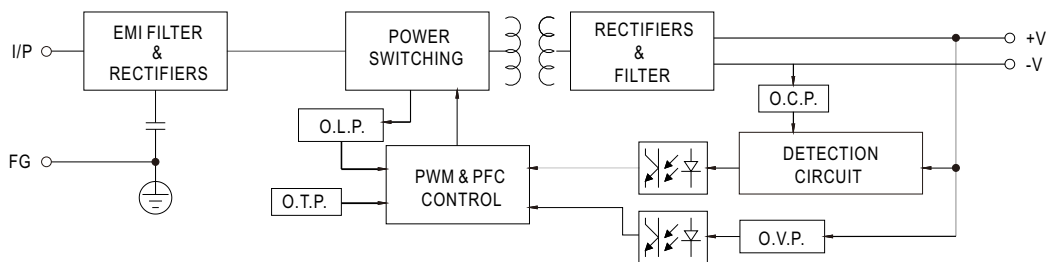 I/P
EMI FILTER
&
RECTIFIERS
POWER
SWITCHING
RECTIFIERS
&
FILTER
+V
-V
O.C.P.
O.L.P.
DETECTION
CIRCUIT
FG
PWM & PFC
CONTROL
O.T.P.
O.V.P.